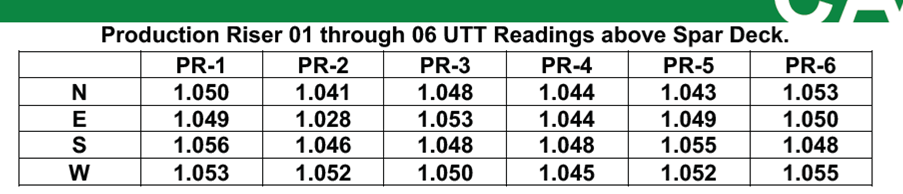 Production Riser 01 through 06 UTT Readings above Spar Deck.
PR-1 PR-2 PR-3 PR-4 PR-5 PR-6
N 1.050 1.041 1.048 1.044 1.043 1.053
E 1.049 1.028 1.053 1.044 1.049 1.050
S 1.056 1.046 1.048 1.048 1.055 1.048
W 1.053 1.052 1.050 1.045 1.052 1.055